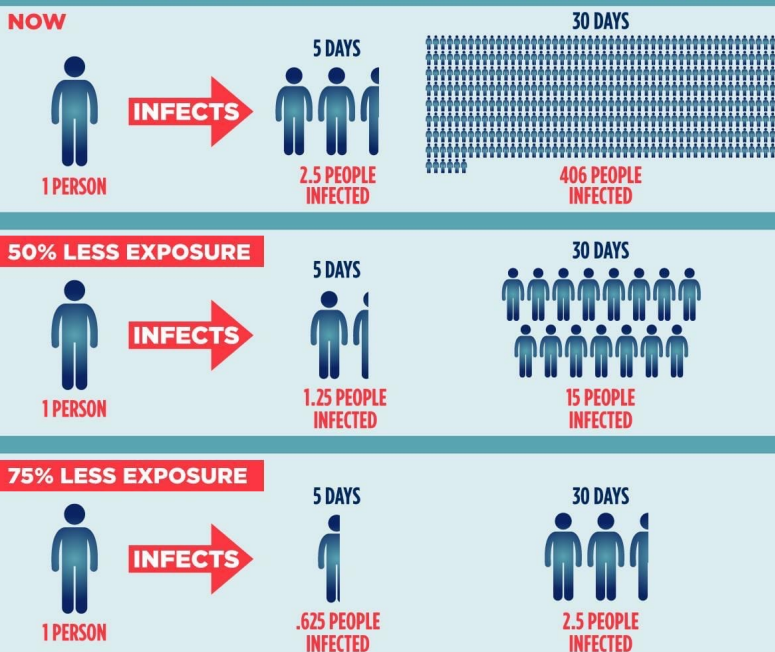 NOW
1 PERSON
INFECTS
5 DAYS
2.5 PEOPLE
INFECTED
30 DAYS
406 PEOPLE
INFECTED
50% LESS EXPOSURE
1 PERSON
INFECTS
5 DAYS
1.25 PEOPLE
INFECTED
30 DAYS
15 PEOPLE
INFECTED
75% LESS EXPOSURE
1 PERSON
INFECTS
5 DAYS
.625 PEOPLE
INFECTED
30 DAYS
2.5 PEOPLE
INFECTED